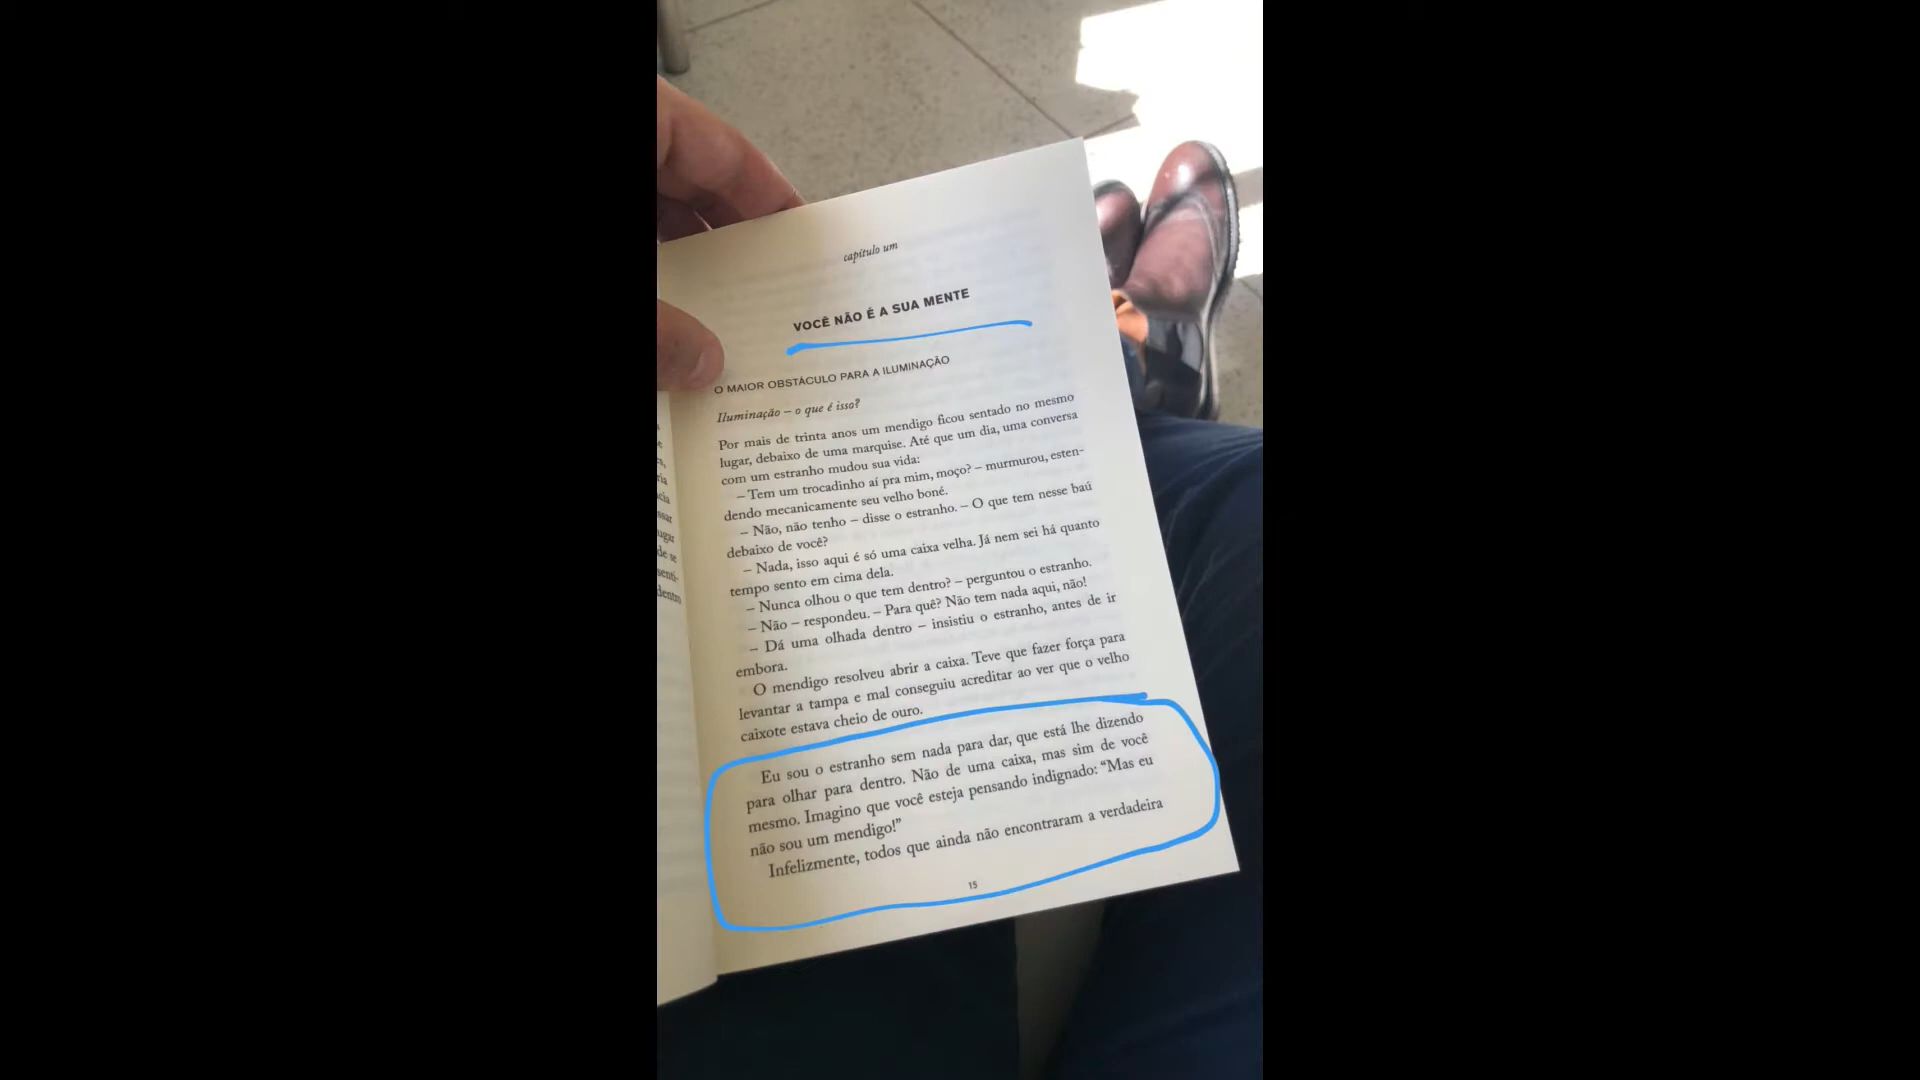 capítulo um
VOCÊ NÃO É A SUA MENTE
O MAIOR OBSTÁCULO PARA A ILUMINAÇÃO
Iluminação – o que é isso?
Por mais de trinta anos um mendigo ficou sentado no mesmo
lugar, debaixo de uma marquise. Até que um dia, uma conversa
com um estranho mudou sua vida:
– Tem um trocadinho aí pra mim, moço? – murmurou, esten-
dendo mecanicamente seu velho boné.
– Não, não tenho – disse o estranho. – O que tem nesse baú
debaixo de você?
– Nada, isso aqui é só uma caixa velha. Já nem sei há quanto
tempo sento em cima dela.
– Nunca olhou o que tem dentro? – perguntou o estranho.
– Não – respondeu. – Para quê? Não tem nada aqui, não!
– Dá uma olhada dentro – insistiu o estranho, antes de ir
embora.
O mendigo resolveu abrir a caixa. Teve que fazer força para
levantar a tampa e mal conseguiu acreditar ao ver que o velho
caixote estava cheio de ouro.
Eu sou o estranho sem nada para dar, que está lhe dizendo
para olhar para dentro. Não de uma caixa, mas sim de você
mesmo. Imagino que você esteja pensando indignado: “Mas eu
não sou um mendigo!”
Infelizmente, todos que ainda não encontraram a verdadeira
15